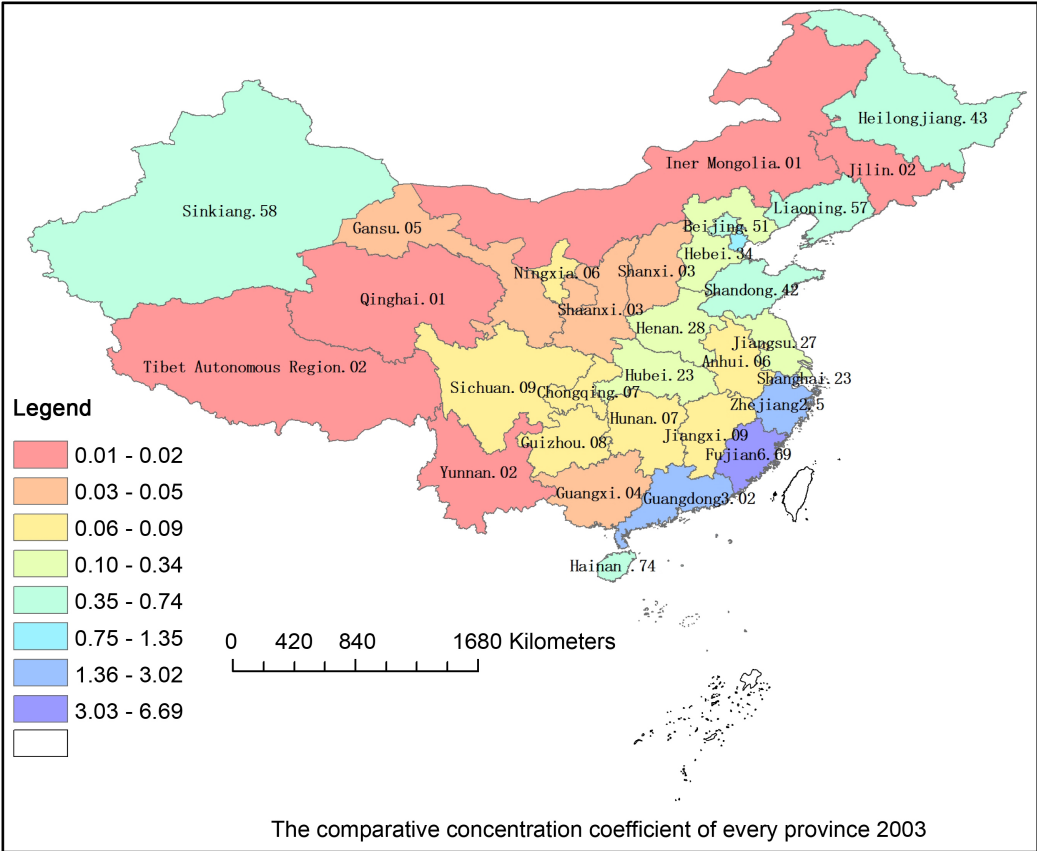 Heilongjiang.43
Iner Mongolia.01
Jilin.02
Sinkiang.58
Liaoning.57
Gansu.05
Beijing.51
Hebei.34
Ningxia.06
Shanxi.03
Shandong.42
Qinghai.01
Shaanxi.03
Henan.28
Jiangsu.27
Anhui.06
Tibet Autonomous Region.02
Hubei.23
Shanghai.23
Sichuan.09
Chongqing.07
Zhejiang2.5
Hunan.07
Jiangxi.09
Guizhou.08
Fujian6.69
Yunnan.02
Guangxi.04
Guangdong3.02
Hainan .74
Legend
0.01 - 0.02
0.03 - 0.05
0.06 - 0.09
0.10 - 0.34
0.35 - 0.74
0.75 - 1.35
1.36 - 3.02
3.03 - 6.69
0 420 840 1680 Kilometers
The comparative concentration coefficient of every province 2003